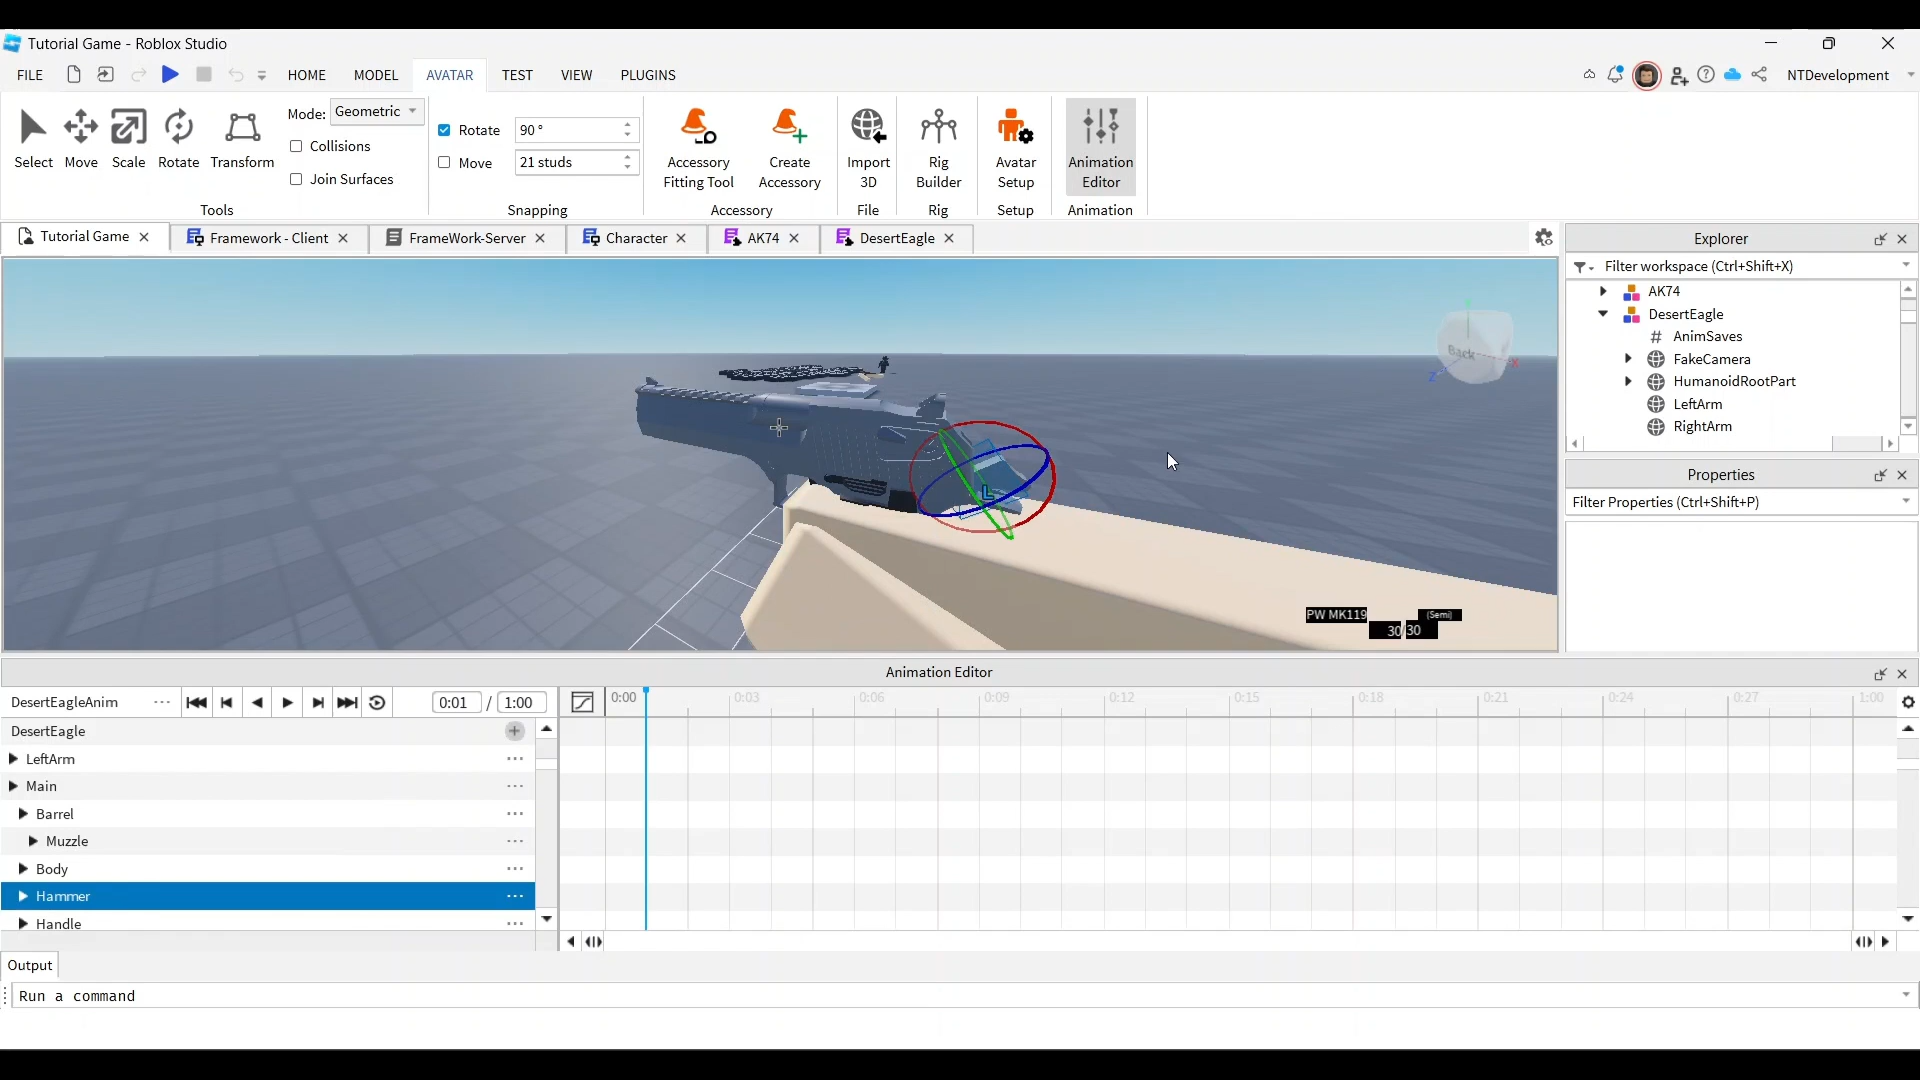 Tutorial Game - Roblox Studio
FILE HOME MODEL AVATAR TEST VIEW PLUGINS NTDevelopment
Select Move Scale Rotate Transform
Mode: Geometric
Collisions
Join Surfaces
Tools
Rotate 90 °
Move 21 studs
Snapping
Accessory Fitting Tool
Create Accessory
Accessory
Import 3D
File
Rig Builder
Rig
Avatar Setup
Setup
Animation Editor
Animation
Tutorial Game Framework - Client FrameWork-Server Character AK74 DesertEagle
Back
Z
X
L
PW MK119 (Semi)
30/30
Explorer
Filter workspace (Ctrl+Shift+X)
AK74
DesertEagle
# AnimSaves
FakeCamera
HumanoidRootPart
LeftArm
RightArm
Properties
Filter Properties (Ctrl+Shift+P)
Animation Editor
DesertEagleAnim ... 0:01 / 1:00 0:00 0:03 0:06 0:09 0:12 0:15 0:18 0:21 0:24 0:27 1:00
DesertEagle
LeftArm ...
Main ...
Barrel ...
Muzzle ...
Body ...
Hammer ...
Handle ...
Output
Run a command